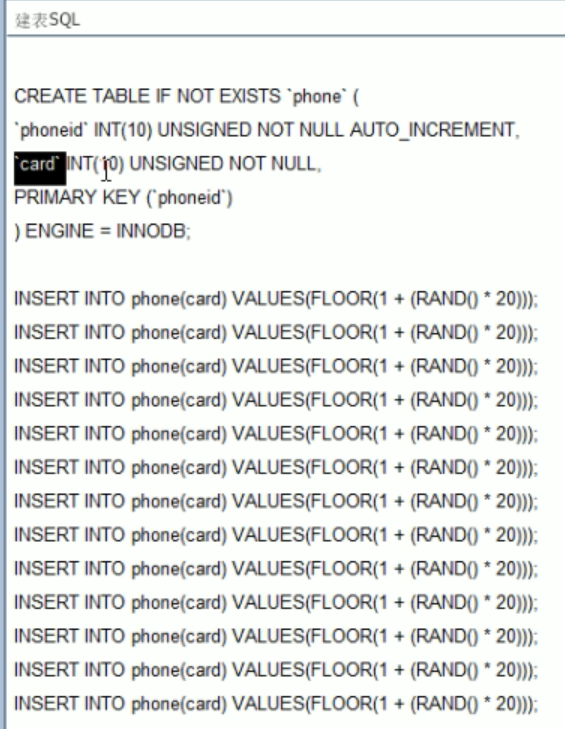 建表SQL
CREATE TABLE IF NOT EXISTS `phone` (
`phoneid` INT(10) UNSIGNED NOT NULL AUTO_INCREMENT,
`card` INT(10) UNSIGNED NOT NULL,
PRIMARY KEY (`phoneid`)
) ENGINE = INNODB;
INSERT INTO phone(card) VALUES(FLOOR(1 + (RAND() * 20)));
INSERT INTO phone(card) VALUES(FLOOR(1 + (RAND() * 20)));
INSERT INTO phone(card) VALUES(FLOOR(1 + (RAND() * 20)));
INSERT INTO phone(card) VALUES(FLOOR(1 + (RAND() * 20)));
INSERT INTO phone(card) VALUES(FLOOR(1 + (RAND() * 20)));
INSERT INTO phone(card) VALUES(FLOOR(1 + (RAND() * 20)));
INSERT INTO phone(card) VALUES(FLOOR(1 + (RAND() * 20)));
INSERT INTO phone(card) VALUES(FLOOR(1 + (RAND() * 20)));
INSERT INTO phone(card) VALUES(FLOOR(1 + (RAND() * 20)));
INSERT INTO phone(card) VALUES(FLOOR(1 + (RAND() * 20)));
INSERT INTO phone(card) VALUES(FLOOR(1 + (RAND() * 20)));
INSERT INTO phone(card) VALUES(FLOOR(1 + (RAND() * 20)));
INSERT INTO phone(card) VALUES(FLOOR(1 + (RAND() * 20)));